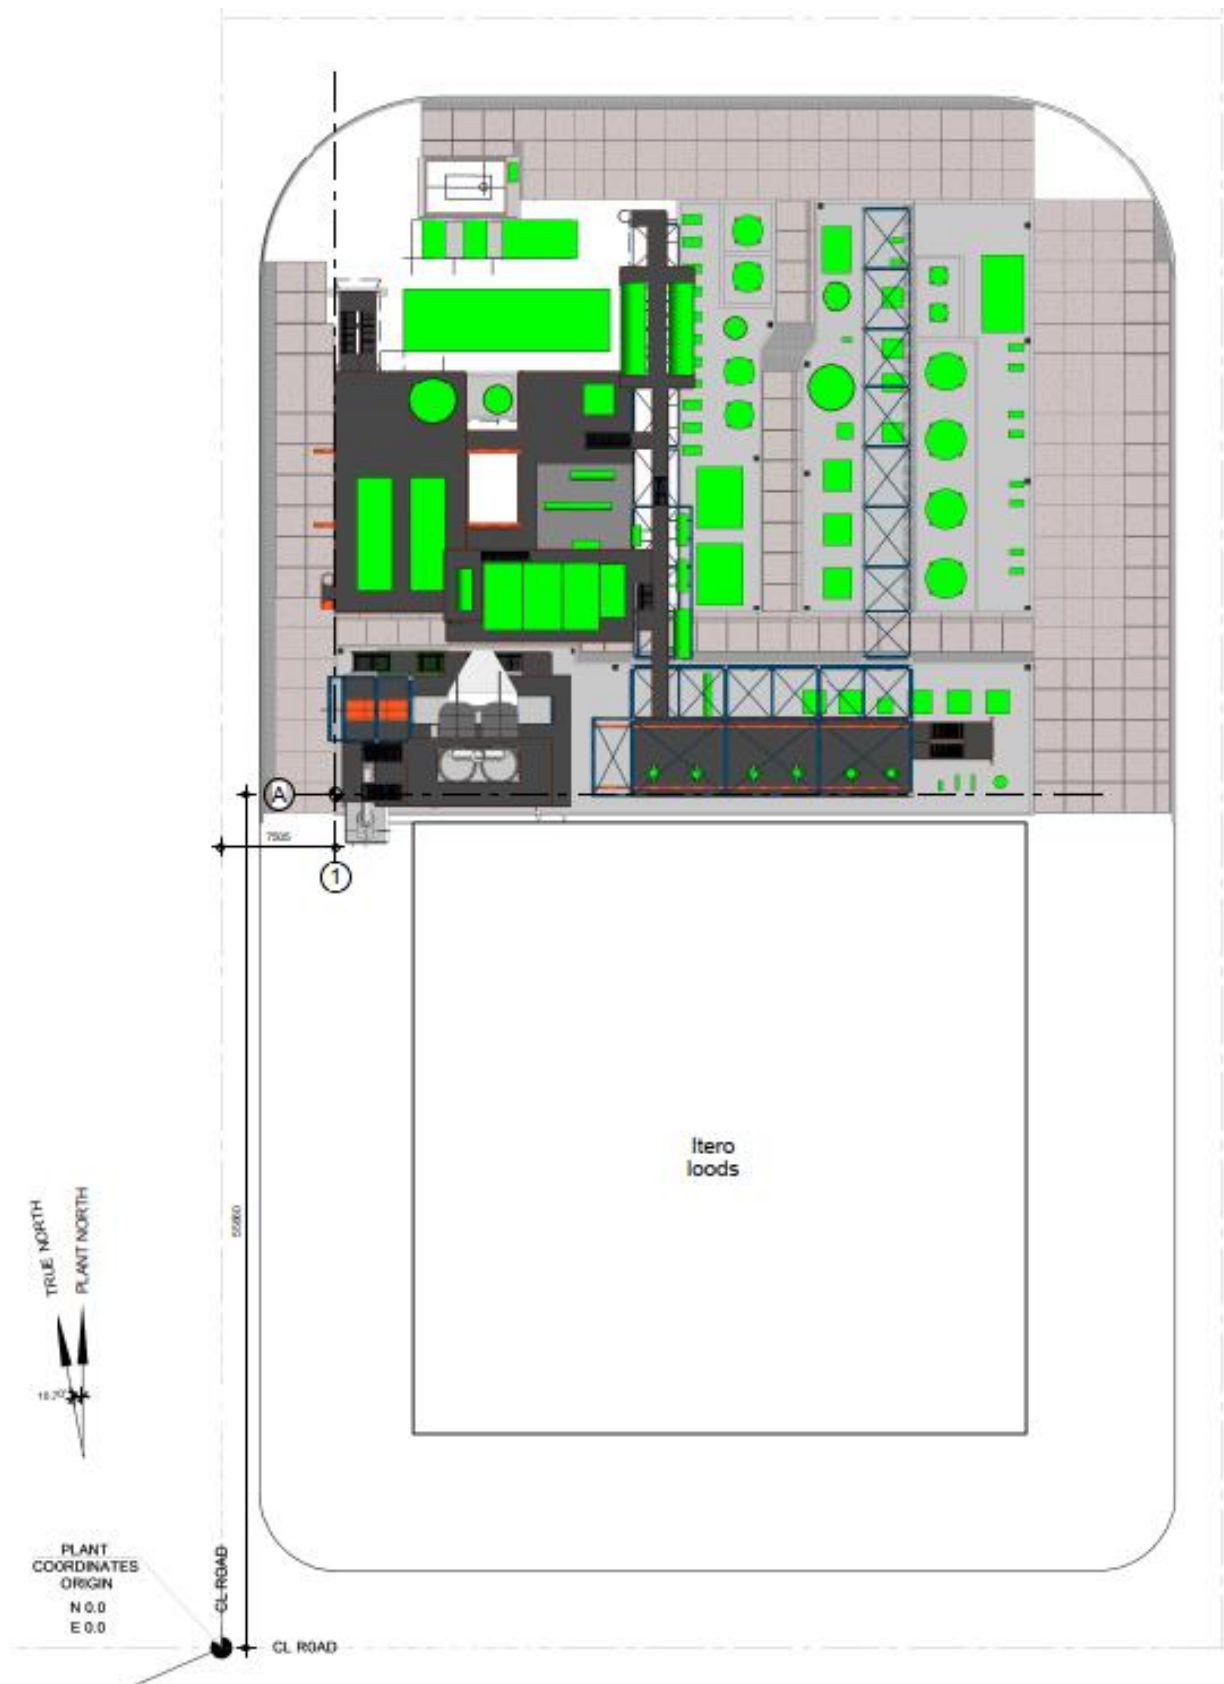 A
7505
1
Itero
loods
55860
TRUE NORTH
PLANT NORTH
PLANT
COORDINATES
ORIGIN
N 0.0
E 0.0
CL ROAD
CL ROAD